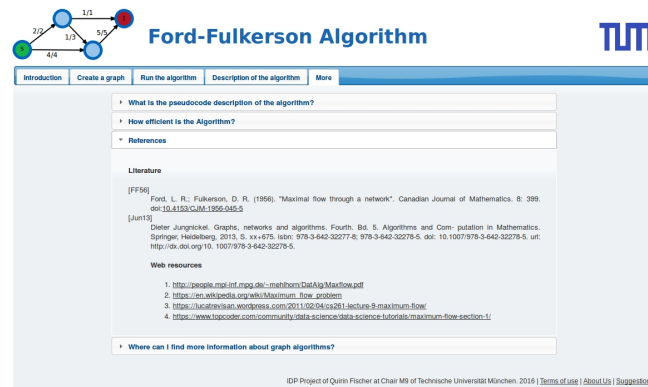 1/1
2/2
1/3
5/5
4/4
S
T
Ford-Fulkerson Algorithm
TUM
Introduction
Create a graph
Run the algorithm
Description of the algorithm
More
What is the pseudocode description of the algorithm?
How efficient is the Algorithm?
References
Literature
[FF56]
Ford, L. R.; Fulkerson, D. R. (1956). "Maximal flow through a network". Canadian Journal of Mathematics. 8: 399.
doi:10.4153/CJM-1956-045-5
[Jun13]
Dieter Jungnickel. Graphs, networks and algorithms. Fourth. Bd. 5. Algorithms and Com- putation in Mathematics.
Springer, Heidelberg, 2013, S. xx+675. isbn: 978-3-642-32277-8; 978-3-642-32278-5. doi: 10.1007/978-3-642-32278-5. url:
http://dx.doi.org/10. 1007/978-3-642-32278-5.
Web resources
1. http://people.mpi-inf.mpg.de/~mehlhorn/DatAlg/Maxflow.pdf
2. https://en.wikipedia.org/wiki/Maximum_flow_problem
3. https://lucatrevisan.wordpress.com/2011/02/04/cs261-lecture-9-maximum-flow/
4. https://www.topcoder.com/community/data-science/data-science-tutorials/maximum-flow-section-1/
Where can I find more information about graph algorithms?
IDP Project of Quirin Fischer at Chair M9 of Technische Universität München. 2016 | Terms of use | About Us | Suggestion